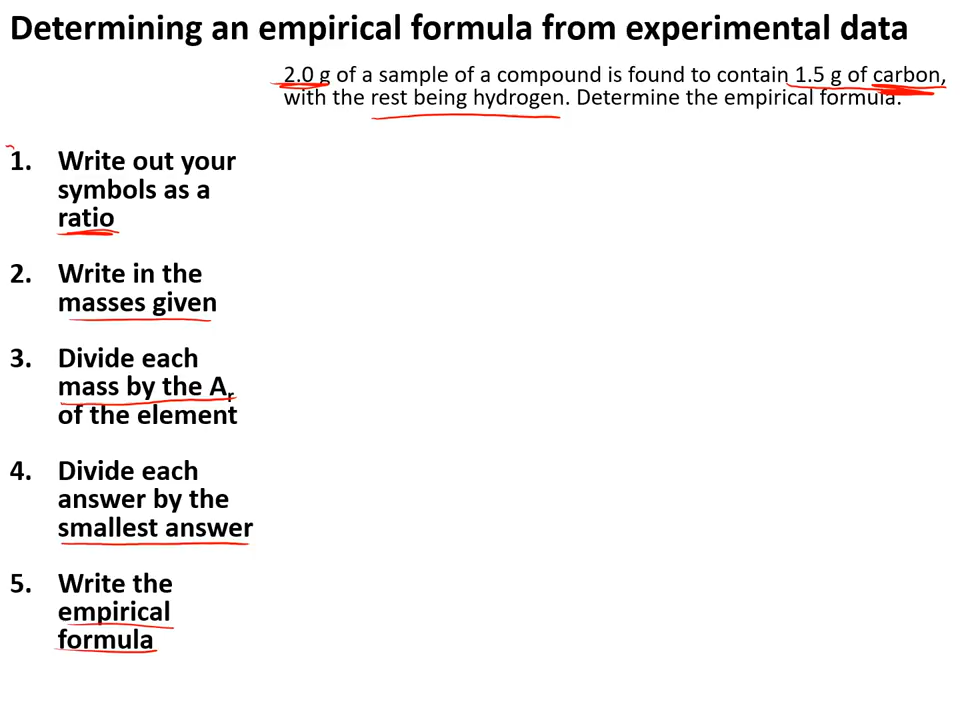 Determining an empirical formula from experimental data
2.0 g of a sample of a compound is found to contain 1.5 g of carbon,
with the rest being hydrogen. Determine the empirical formula.
1. Write out your
symbols as a
ratio
2. Write in the
masses given
3. Divide each
mass by the Ar
of the element
4. Divide each
answer by the
smallest answer
5. Write the
empirical
formula